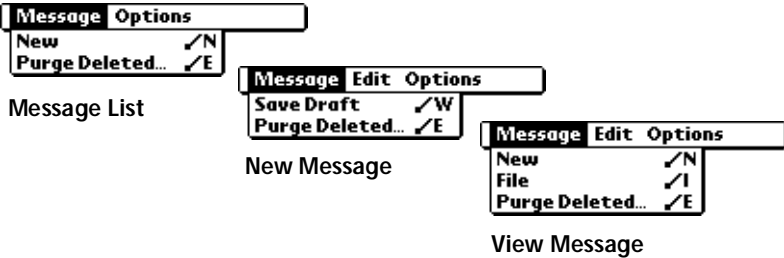 Message Options
New ✓N
Purge Deleted... ✓E
Message List
Message Edit Options
Save Draft ✓W
Purge Deleted... ✓E
New Message
Message Edit Options
New ✓N
File ✓I
Purge Deleted... ✓E
View Message